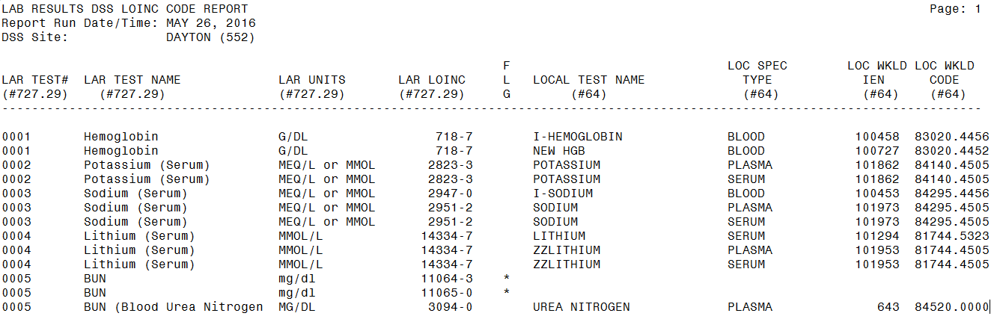 LAB RESULTS DSS LOINC CODE REPORT Page: 1
Report Run Date/Time: MAY 26, 2016
DSS Site: DAYTON (552)
F LOC SPEC LOC WKLD LOC WKLD
LAR TEST# LAR TEST NAME LAR UNITS LAR LOINC L LOCAL TEST NAME TYPE IEN CODE
(#727.29) (#727.29) (#727.29) (#727.29) G (#64) (#64) (#64) (#64)
-----------------------------------------------------------------------------------------------------------------------------------
0001 Hemoglobin G/DL 718-7 I-HEMOGLOBIN BLOOD 100458 83020.4456
0001 Hemoglobin G/DL 718-7 NEW HGB BLOOD 100727 83020.4452
0002 Potassium (Serum) MEQ/L or MMOL 2823-3 POTASSIUM PLASMA 101862 84140.4505
0002 Potassium (Serum) MEQ/L or MMOL 2823-3 POTASSIUM SERUM 101862 84140.4505
0003 Sodium (Serum) MEQ/L or MMOL 2947-0 I-SODIUM BLOOD 100453 84295.4456
0003 Sodium (Serum) MEQ/L or MMOL 2951-2 SODIUM PLASMA 101973 84295.4505
0003 Sodium (Serum) MEQ/L or MMOL 2951-2 SODIUM SERUM 101973 84295.4505
0004 Lithium (Serum) MMOL/L 14334-7 LITHIUM SERUM 101294 81744.5323
0004 Lithium (Serum) MMOL/L 14334-7 ZZLITHIUM PLASMA 101953 81744.4505
0004 Lithium (Serum) MMOL/L 14334-7 ZZLITHIUM SERUM 101953 81744.4505
0005 BUN mg/dl 11064-3 *
0005 BUN mg/dl 11065-0 *
0005 BUN (Blood Urea Nitrogen MG/DL 3094-0 UREA NITROGEN PLASMA 643 84520.0000